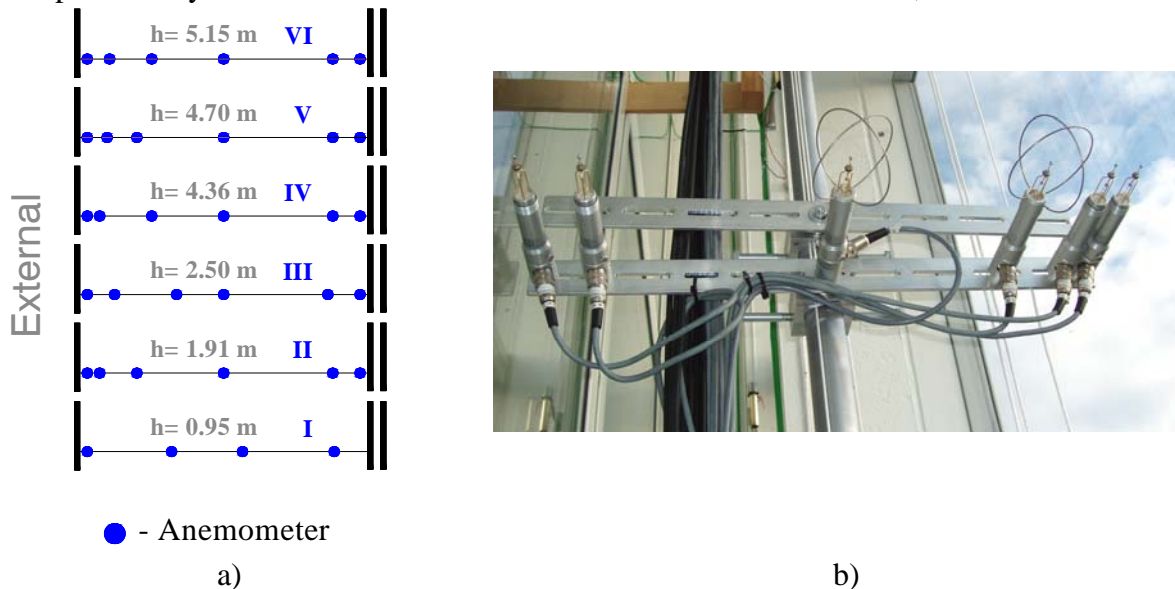 h= 5.15 m VI
h= 4.70 m V
h= 4.36 m IV
External
h= 2.50 m III
h= 1.91 m II
h= 0.95 m I
- Anemometer
a) b)